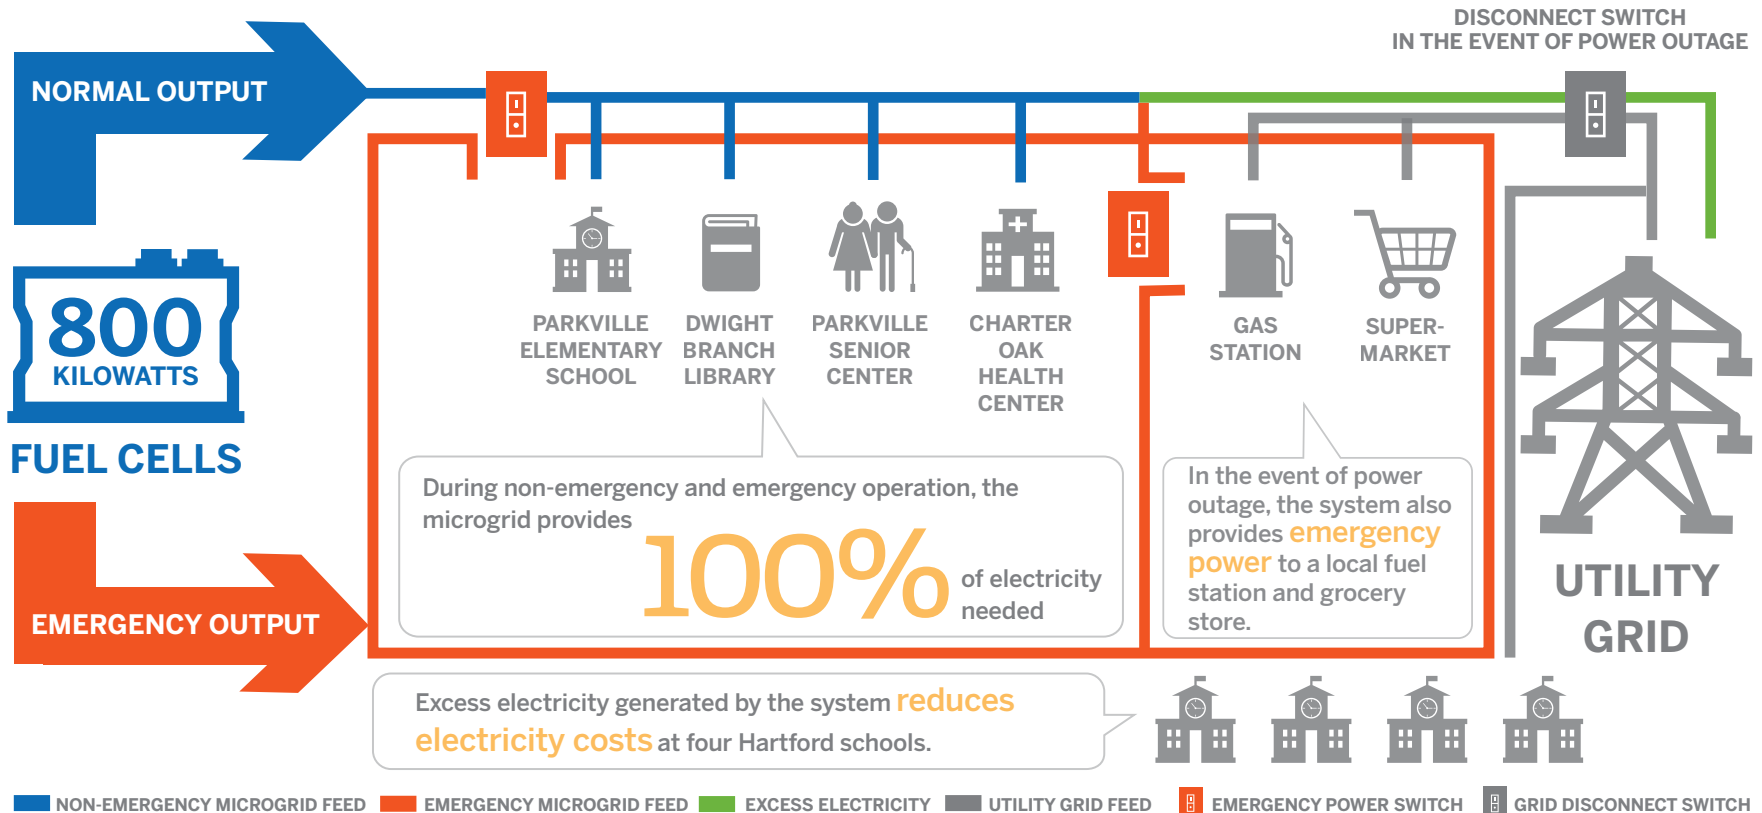 DISCONNECT SWITCH
IN THE EVENT OF POWER OUTAGE
NORMAL OUTPUT
800
KILOWATTS
FUEL CELLS
EMERGENCY OUTPUT
PARKVILLE
ELEMENTARY
SCHOOL
DWIGHT
BRANCH
LIBRARY
PARKVILLE
SENIOR
CENTER
CHARTER
OAK
HEALTH
CENTER
GAS
STATION
SUPER-
MARKET
During non-emergency and emergency operation, the
microgrid provides
100%
of electricity
needed
In the event of power
outage, the system also
provides emergency
power to a local fuel
station and grocery
store.
UTILITY
GRID
Excess electricity generated by the system reduces
electricity costs at four Hartford schools.
NON-EMERGENCY MICROGRID FEED
EMERGENCY MICROGRID FEED
EXCESS ELECTRICITY
UTILITY GRID FEED
EMERGENCY POWER SWITCH
GRID DISCONNECT SWITCH